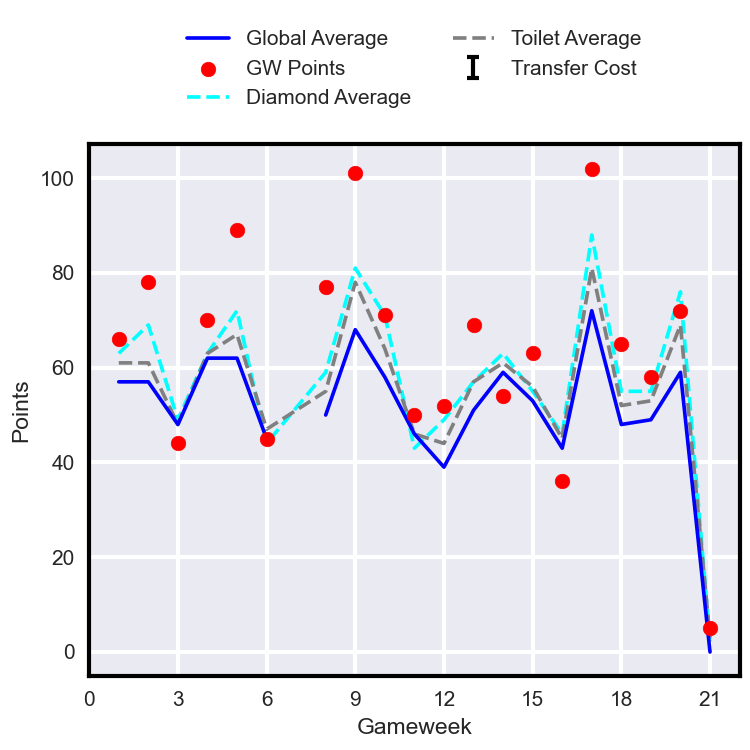 Global Average
GW Points
Diamond Average
Toilet Average
Transfer Cost
100
80
60
40
20
0
Points
0 3 6 9 12 15 18 21
Gameweek